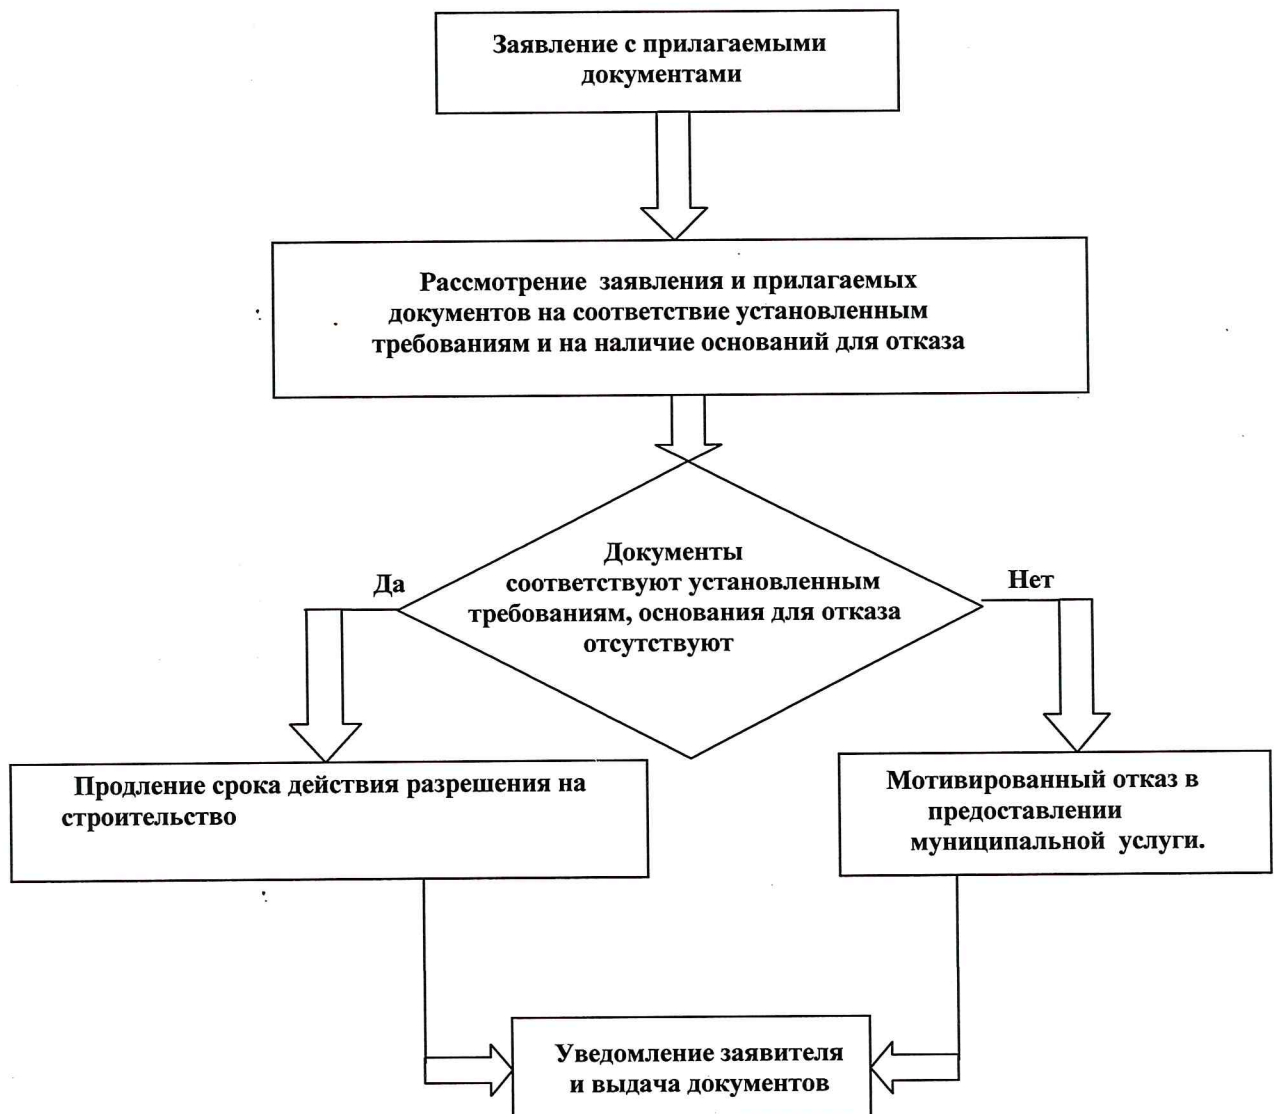 Заявление с прилагаемыми
документами
Рассмотрение заявления и прилагаемых
документов на соответствие установленным
требованиям и на наличие оснований для отказа
Документы
соответствуют установленным
требованиям, основания для отказа
отсутствуют
Да
Нет
Продление срока действия разрешения на
строительство
Мотивированный отказ в
предоставлении
муниципальной услуги.
Уведомление заявителя
и выдача документов